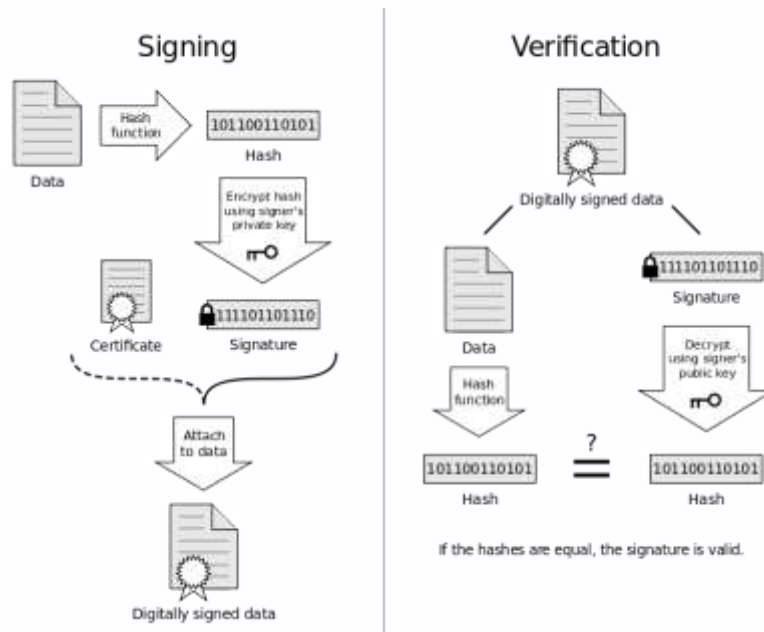 Signing
Hash
function
101100110101
Hash
Data
Encrypt hash
using signer's
private key
Certificate
111101101110
Signature
Attach
to data
Digitally signed data
Verification
Digitally signed data
Data
111101101110
Signature
Hash
function
Decrypt
using signer's
public key
101100110101
Hash
?
=
101100110101
Hash
If the hashes are equal, the signature is valid.